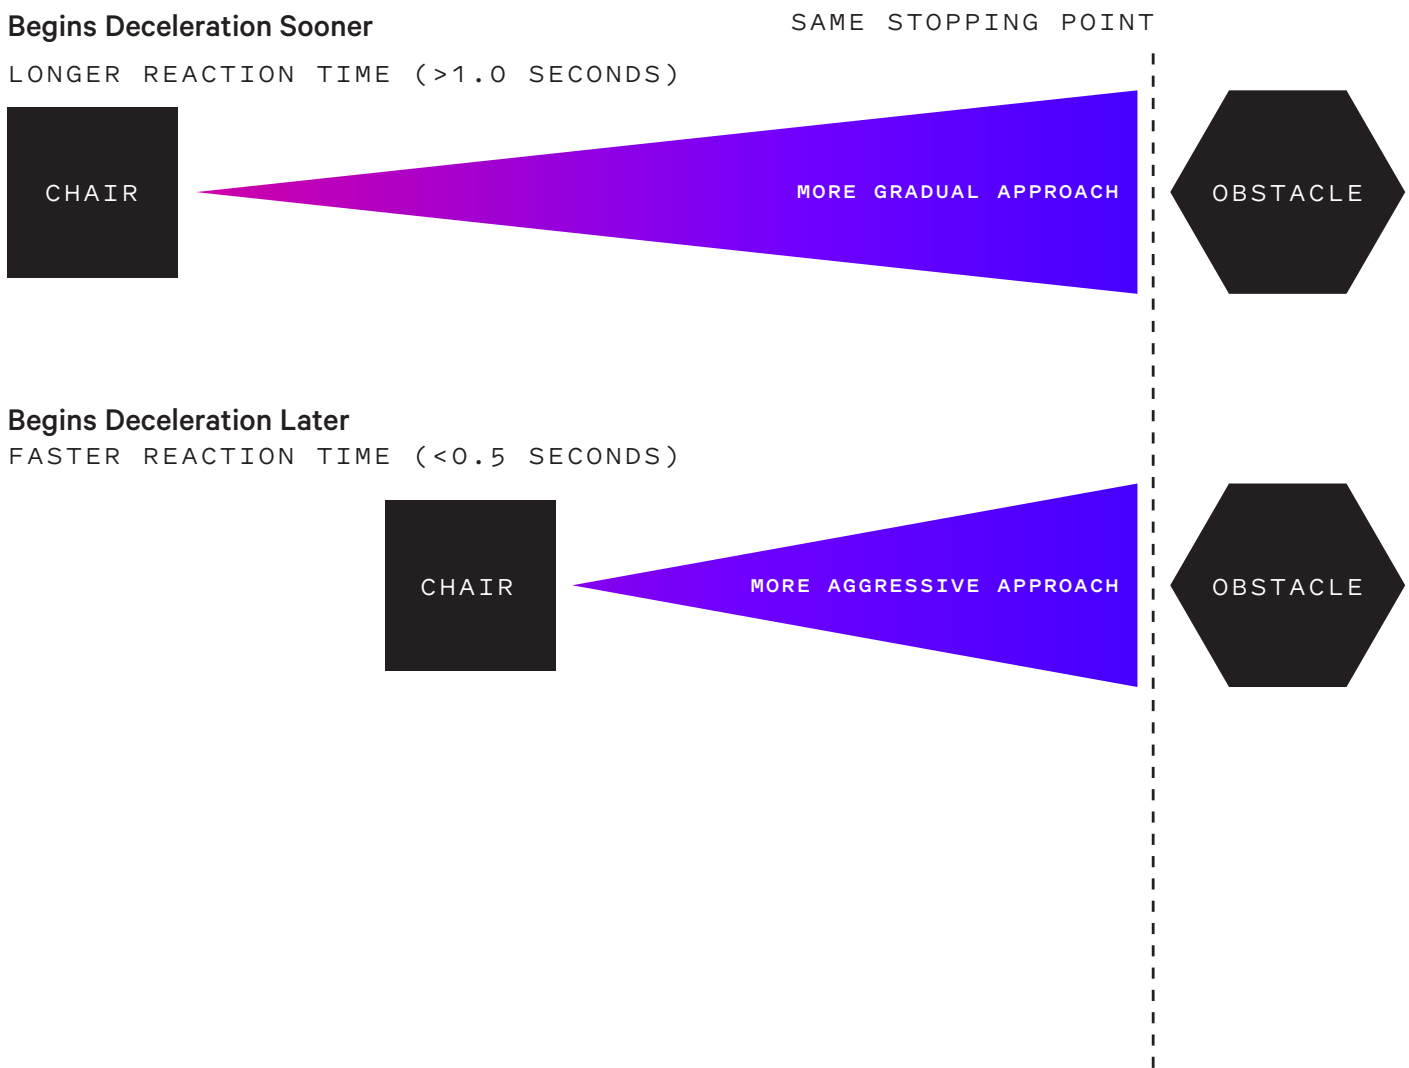 Begins Deceleration Sooner
SAME STOPPING POINT
LONGER REACTION TIME (>1.0 SECONDS)
CHAIR
MORE GRADUAL APPROACH
OBSTACLE
Begins Deceleration Later
FASTER REACTION TIME (<0.5 SECONDS)
CHAIR
MORE AGGRESSIVE APPROACH
OBSTACLE